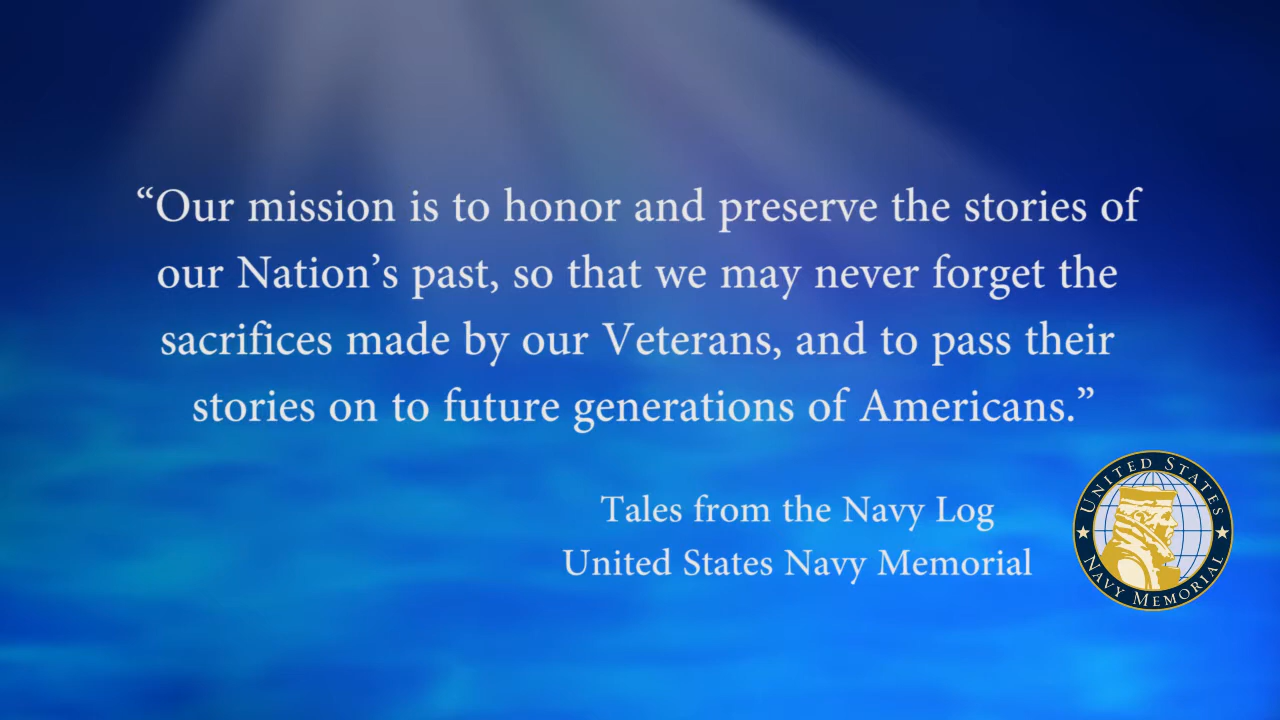 “Our mission is to honor and preserve the stories of
our Nation’s past, so that we may never forget the
sacrifices made by our Veterans, and to pass their
stories on to future generations of Americans.”
Tales from the Navy Log
United States Navy Memorial
UNITED STATES
NAVY MEMORIAL